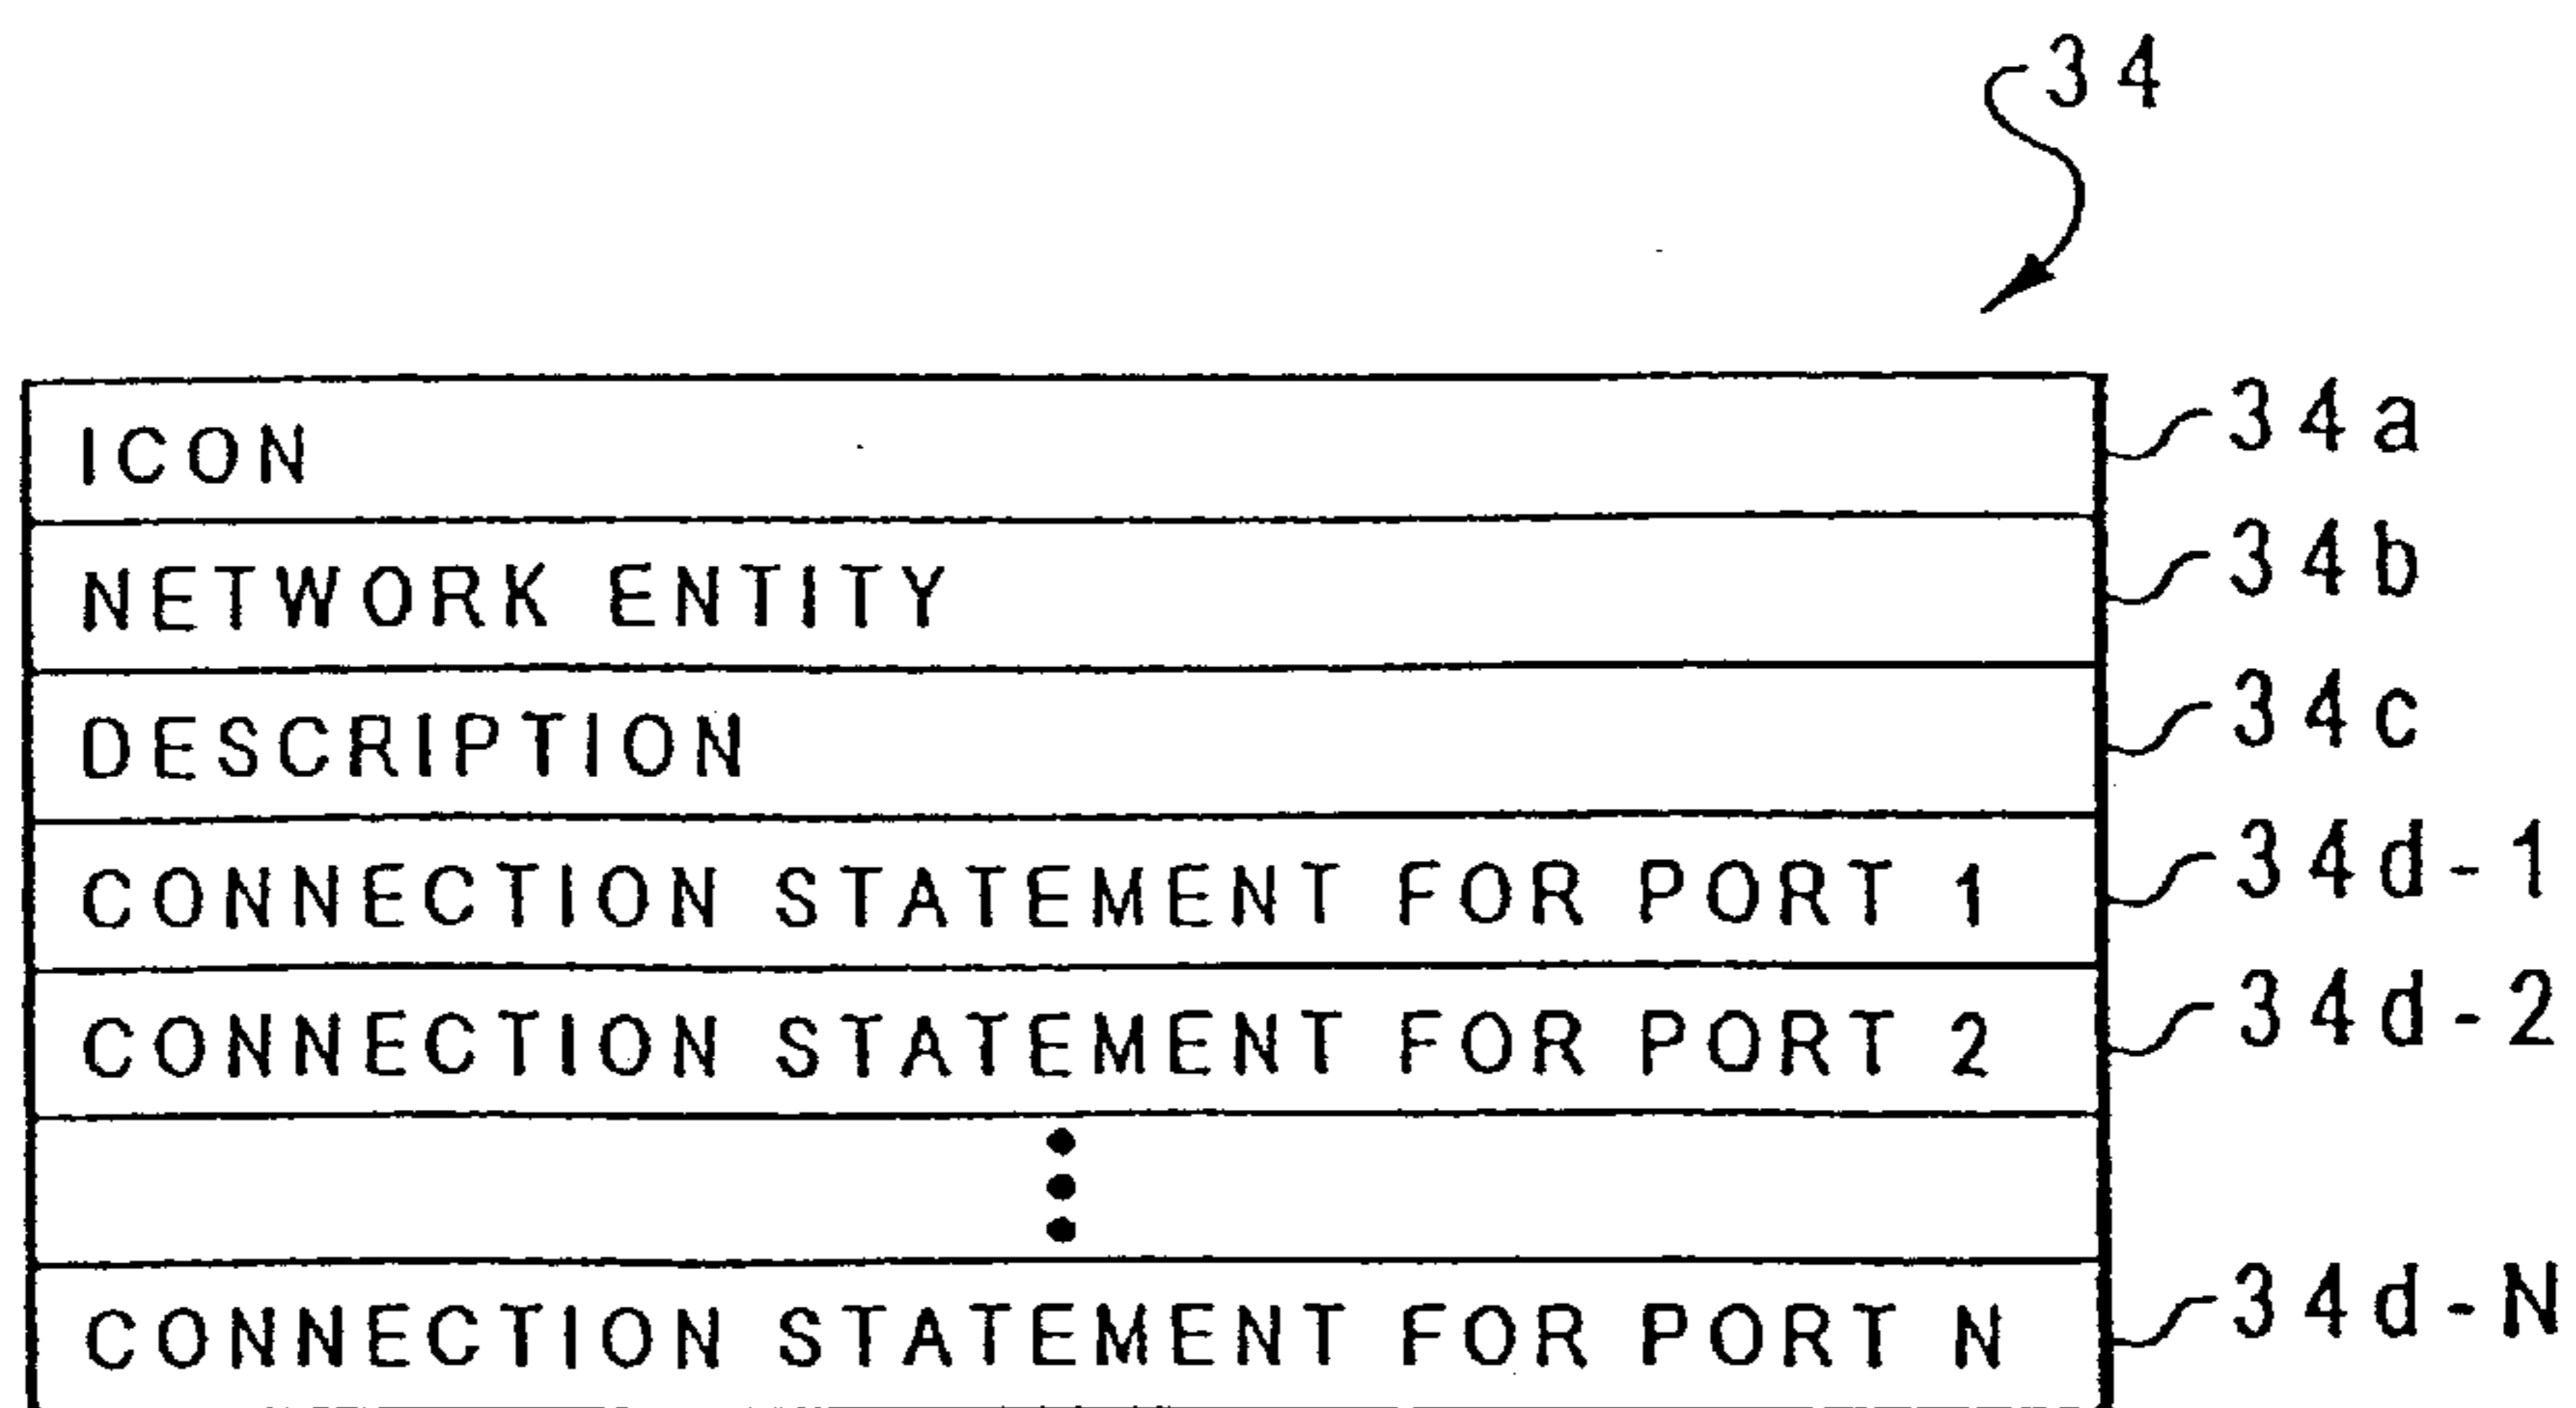 34
ICON 34a
NETWORK ENTITY 34b
DESCRIPTION 34c
CONNECTION STATEMENT FOR PORT 1 34d-1
CONNECTION STATEMENT FOR PORT 2 34d-2
CONNECTION STATEMENT FOR PORT N 34d-N